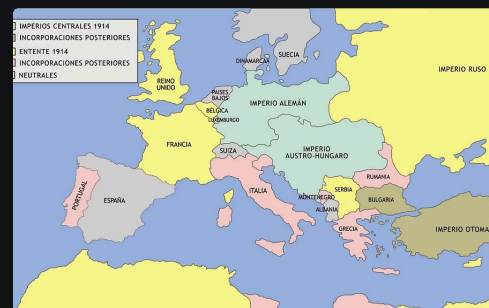 IMPERIOS CENTRALES 1914
INCORPORACIONES POSTERIORES
ENTENTE 1914
INCORPORACIONES POSTERIORES
NEUTRALES
SUECIA
DINAMARCA
IMPERIO RUSO
REINO
UNIDO
PAISES
BAJOS
IMPERIO ALEMÁN
BÉLGICA
LUXEMBURGO
FRANCIA
IMPERIO
AUSTRO-HUNGARO
SUIZA
RUMANIA
ITALIA
SERBIA
PORTUGAL
ESPAÑA
MONTENEGRO
BULGARIA
ALBANIA
GRECIA
IMPERIO OTOMA